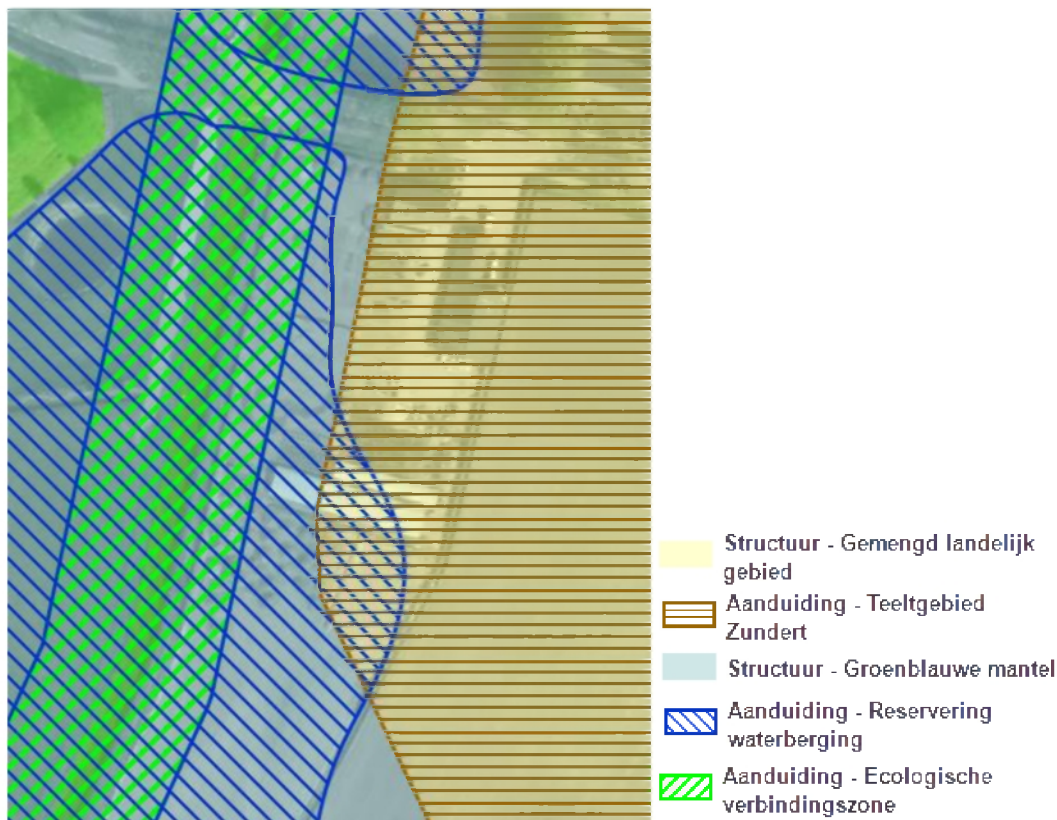 Structuur - Gemengd landelijk
gebied
Aanduiding - Teeltgebied
Zundert
Structuur - Groenblauwe mantel
Aanduiding - Reservering
waterberging
Aanduiding - Ecologische
verbindingszone